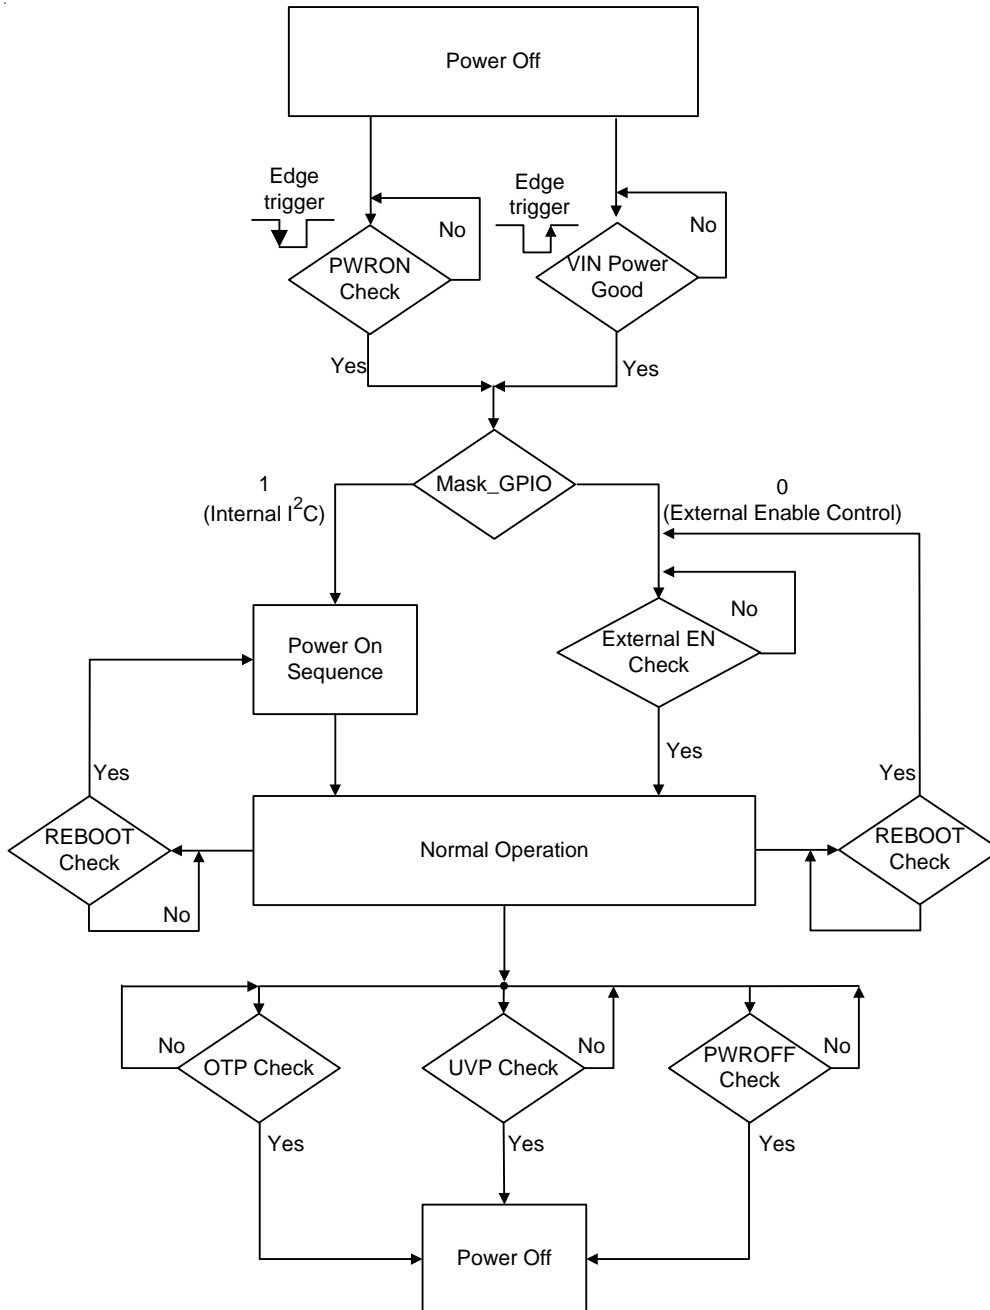 Power Off
Edge
trigger
Edge
trigger
No
No
PWRON
Check
VIN Power
Good
Yes
Yes
Mask_GPIO
1
(Internal I²C)
0
(External Enable Control)
No
Power On
Sequence
External EN
Check
Yes
Yes
Yes
REBOOT
Check
Normal Operation
REBOOT
Check
No
No
OTP Check
UVP Check
No
PWROFF
Check
No
Yes
Yes
Yes
Power Off